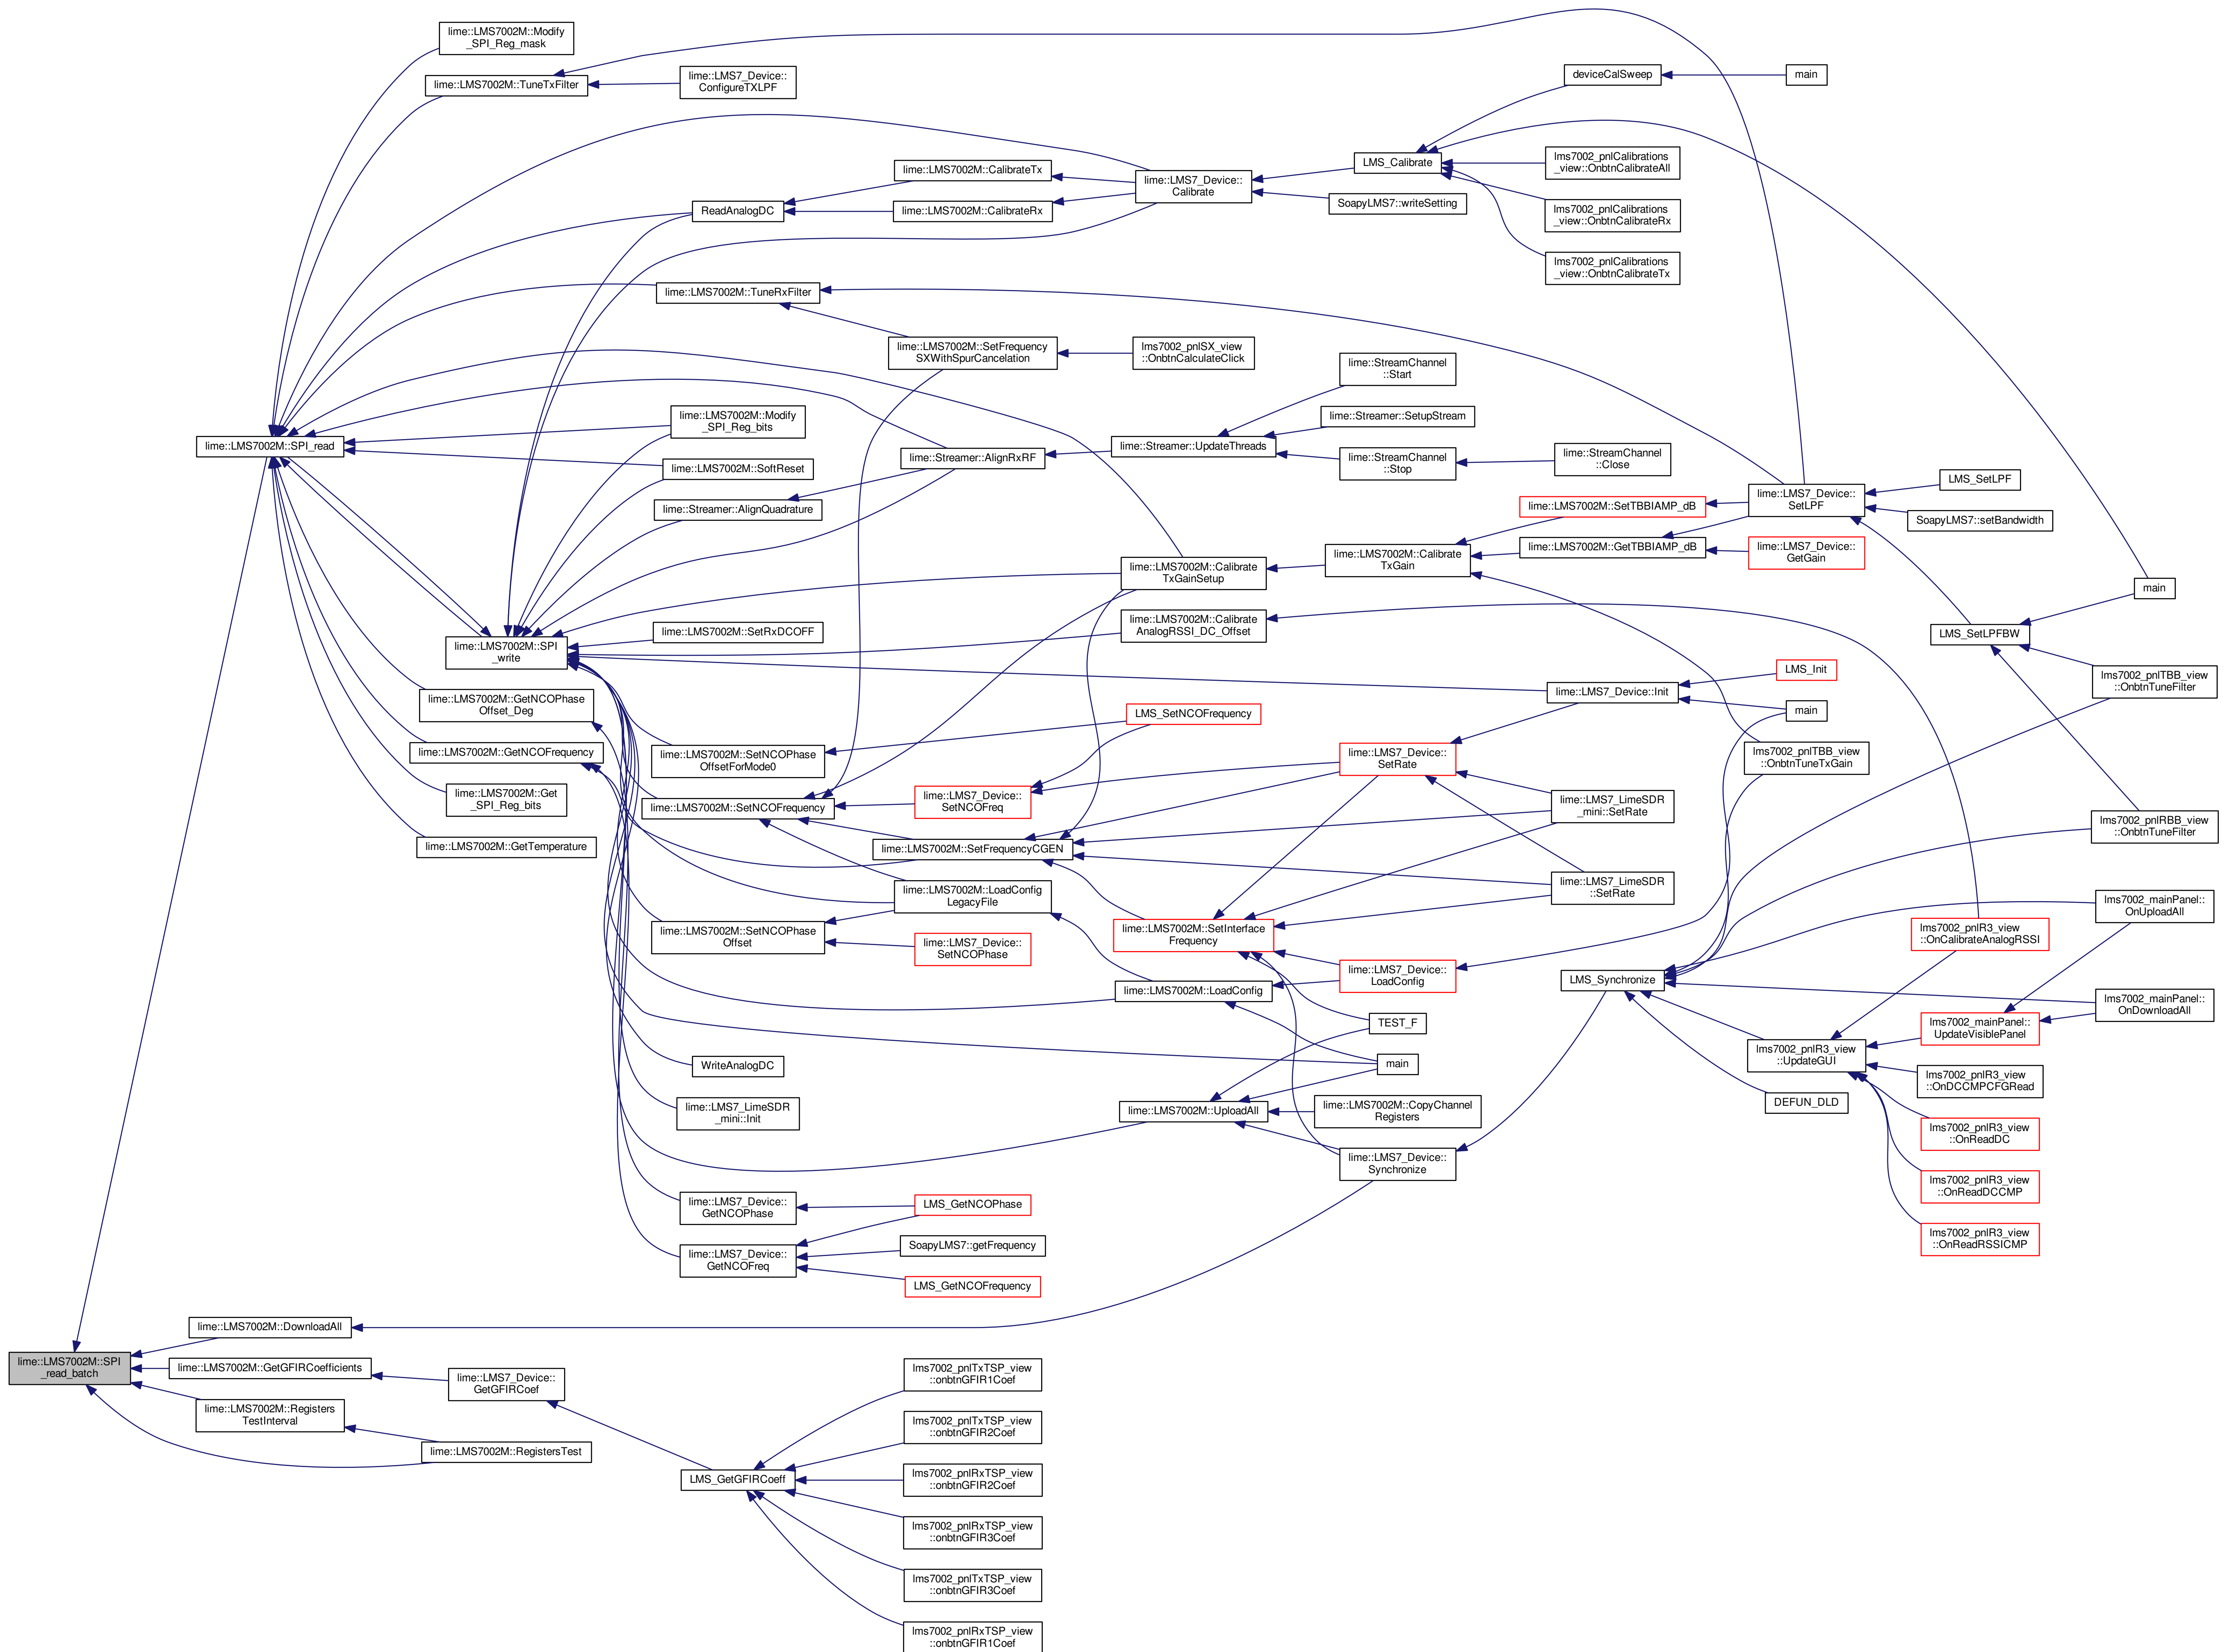 lime::LMS7002M::Modify
_SPI_Reg_mask
lime::LMS7002M::TuneTxFilter
lime::LMS7_Device::
ConfigureTXLPF
deviceCalSweep
main
LMS_Calibrate
lms7002_pnlCalibrations
_view::OnbtnCalibrateAll
lime::LMS7002M::CalibrateTx
lime::LMS7_Device::
Calibrate
SoapyLMS7::writeSetting
ReadAnalogDC
lime::LMS7002M::CalibrateRx
lms7002_pnlCalibrations
_view::OnbtnCalibrateRx
lms7002_pnlCalibrations
_view::OnbtnCalibrateTx
lime::LMS7002M::TuneRxFilter
lime::LMS7002M::SetFrequency
SXWithSpurCancelation
lms7002_pnlSX_view
::OnbtnCalculateClick
lime::StreamChannel
::Start
lime::LMS7002M::Modify
_SPI_Reg_bits
lime::Streamer::SetupStream
lime::LMS7002M::SPI_read
lime::Streamer::UpdateThreads
lime::Streamer::AlignRxRF
lime::StreamChannel
::Stop
lime::StreamChannel
::Close
lime::LMS7002M::SoftReset
lime::Streamer::AlignQuadrature
lime::LMS7002M::SetTBBIAMP_dB
lime::LMS7_Device::
SetLPF
LMS_SetLPF
SoapyLMS7::setBandwidth
lime::LMS7002M::GetTBBIAMP_dB
lime::LMS7_Device::
GetGain
lime::LMS7002M::Calibrate
TxGainSetup
lime::LMS7002M::Calibrate
TxGain
main
lime::LMS7002M::SetRxDCOFF
lime::LMS7002M::Calibrate
AnalogRSSI_DC_Offset
LMS_SetLPFBW
lime::LMS7002M::SPI
_write
LMS_Init
lms7002_pnlTBB_view
::OnbtnTuneFilter
lime::LMS7_Device::Init
main
lime::LMS7002M::GetNCOPhase
Offset_Deg
LMS_SetNCOFrequency
lime::LMS7002M::GetNCOFrequency
lime::LMS7002M::SetNCOPhase
OffsetForMode0
lime::LMS7_Device::
SetRate
lms7002_pnlTBB_view
::OnbtnTuneTxGain
lime::LMS7002M::Get
_SPI_Reg_bits
lime::LMS7002M::SetNCOFrequency
lime::LMS7_Device::
SetNCOFreq
lime::LMS7_LimeSDR
_mini::SetRate
lms7002_pnlRBB_view
::OnbtnTuneFilter
lime::LMS7002M::GetTemperature
lime::LMS7002M::SetFrequencyCGEN
lime::LMS7_LimeSDR
::SetRate
lime::LMS7002M::LoadConfig
LegacyFile
lms7002_mainPanel::
OnUploadAll
lime::LMS7002M::SetNCOPhase
Offset
lime::LMS7_Device::
SetNCOPhase
lime::LMS7002M::SetInterface
Frequency
lms7002_pnlR3_view
::OnCalibrateAnalogRSSI
lime::LMS7_Device::
LoadConfig
LMS_Synchronize
lime::LMS7002M::LoadConfig
lms7002_mainPanel::
OnDownloadAll
TEST_F
lms7002_mainPanel::
UpdateVisiblePanel
WriteAnalogDC
main
lms7002_pnlR3_view
::UpdateGUI
lms7002_pnlR3_view
::OnDCCMPCFGRead
lime::LMS7_LimeSDR
_mini::Init
lime::LMS7002M::UploadAll
lime::LMS7002M::CopyChannel
Registers
DEFUN_DLD
lms7002_pnlR3_view
::OnReadDC
lime::LMS7_Device::
Synchronize
lms7002_pnlR3_view
::OnReadDCCMP
lime::LMS7_Device::
GetNCOPhase
LMS_GetNCOPhase
lms7002_pnlR3_view
::OnReadRSSICMP
lime::LMS7_Device::
GetNCOFreq
SoapyLMS7::getFrequency
LMS_GetNCOFrequency
lime::LMS7002M::DownloadAll
lime::LMS7002M::SPI
_read_batch
lime::LMS7002M::GetGFIRCoefficients
lime::LMS7_Device::
GetGFIRCoef
lms7002_pnlTxTSP_view
::onbtnGFIR1Coef
lime::LMS7002M::Registers
TestInterval
lms7002_pnlTxTSP_view
::onbtnGFIR2Coef
lime::LMS7002M::RegistersTest
LMS_GetGFIRCoeff
lms7002_pnlRxTSP_view
::onbtnGFIR2Coef
lms7002_pnlRxTSP_view
::onbtnGFIR3Coef
lms7002_pnlTxTSP_view
::onbtnGFIR3Coef
lms7002_pnlRxTSP_view
::onbtnGFIR1Coef